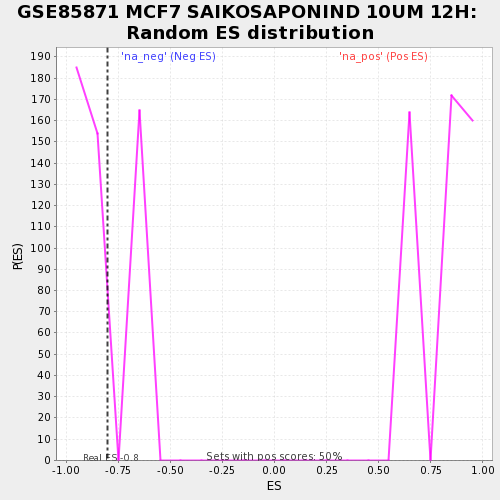 GSE85871 MCF7 SAIKOSAPONIND 10UM 12H:
Random ES distribution
'na_neg' (Neg ES)
'na_pos' (Pos ES)
190
180
170
160
150
140
130
120
110
100
90
80
70
60
50
40
30
20
10
0
P(ES)
Real ES -0.8
Sets with pos scores: 50%
-1.00 -0.75 -0.50 -0.25 0.00 0.25 0.50 0.75 1.00
ES